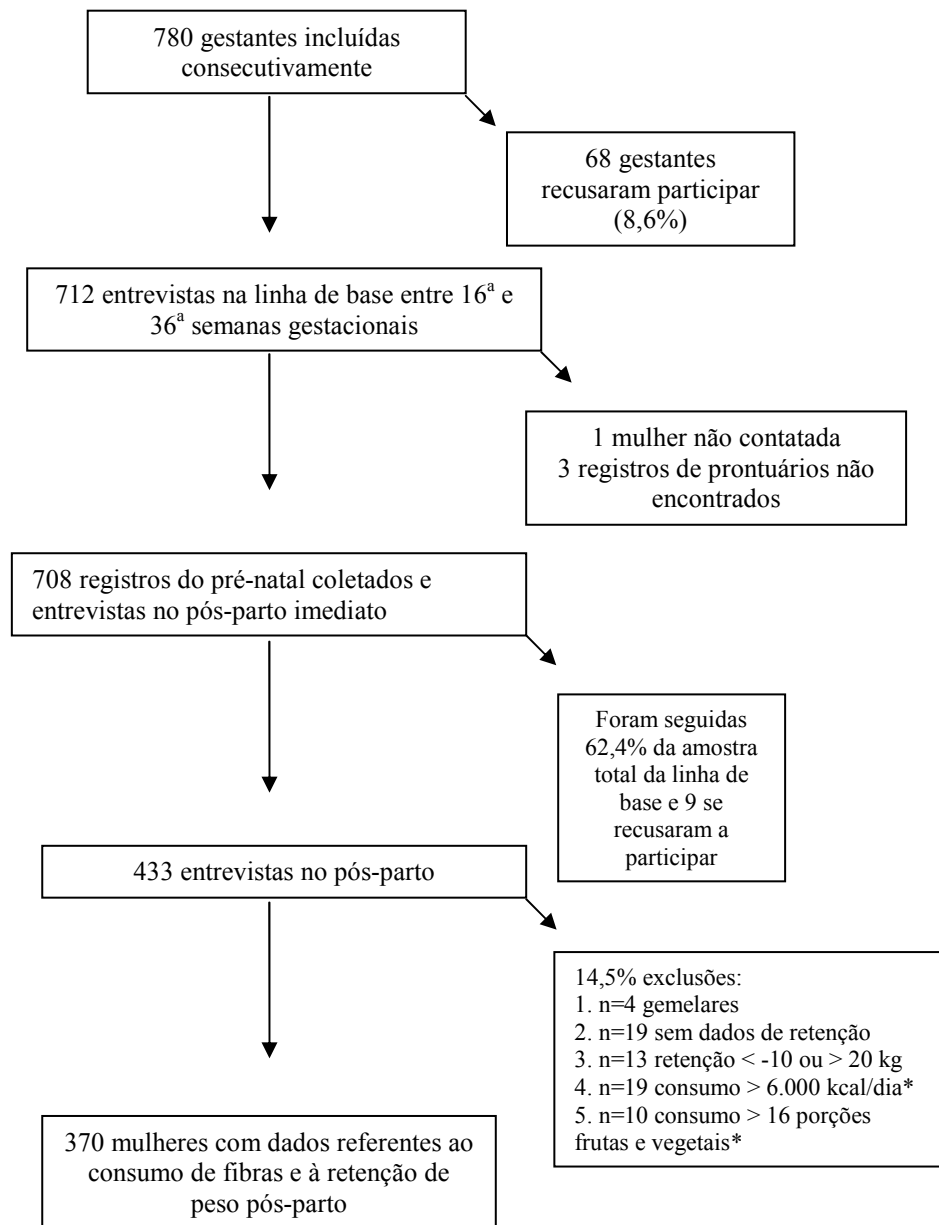 780 gestantes incluídas
consecutivamente
68 gestantes
recusaram participar
(8,6%)
712 entrevistas na linha de base entre 16ª e
36ª semanas gestacionais
1 mulher não contatada
3 registros de prontuários não
encontrados
708 registros do pré-natal coletados e
entrevistas no pós-parto imediato
Foram seguidas
62,4% da amostra
total da linha de
base e 9 se
recusaram a
participar
433 entrevistas no pós-parto
14,5% exclusões:
1. n=4 gemelares
2. n=19 sem dados de retenção
3. n=13 retenção < -10 ou > 20 kg
4. n=19 consumo > 6.000 kcal/dia*
5. n=10 consumo > 16 porções
frutas e vegetais*
370 mulheres com dados referentes ao
consumo de fibras e à retenção de
peso pós-parto